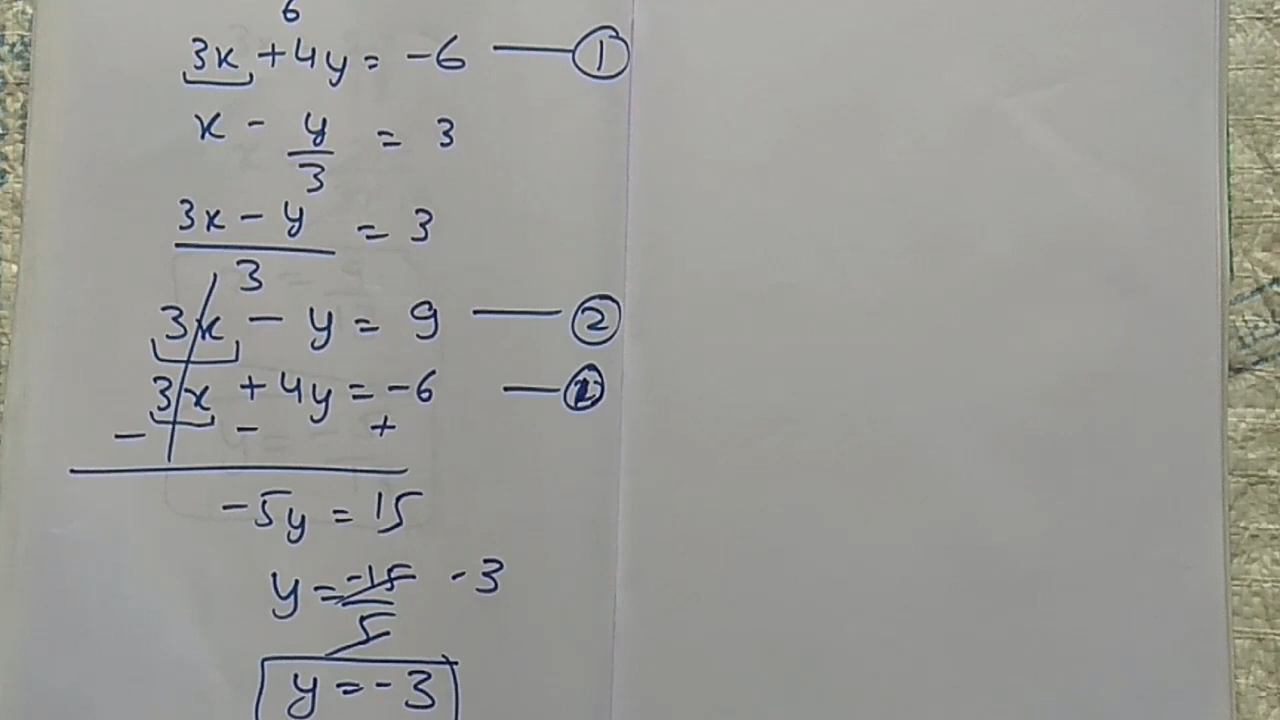 6
3x + 4y = -6 —— ①
x - y/3 = 3
3x - y / 3 = 3
3x - y = 9 —— ②
3x + 4y = -6 ——
- - +
-5y = 15
y = -15/5 -3
y = -3